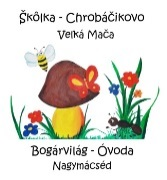 Škôlka - Chrobáčikovo
Veľká Mača
Bogárvilág - Óvoda
Nagymácséd